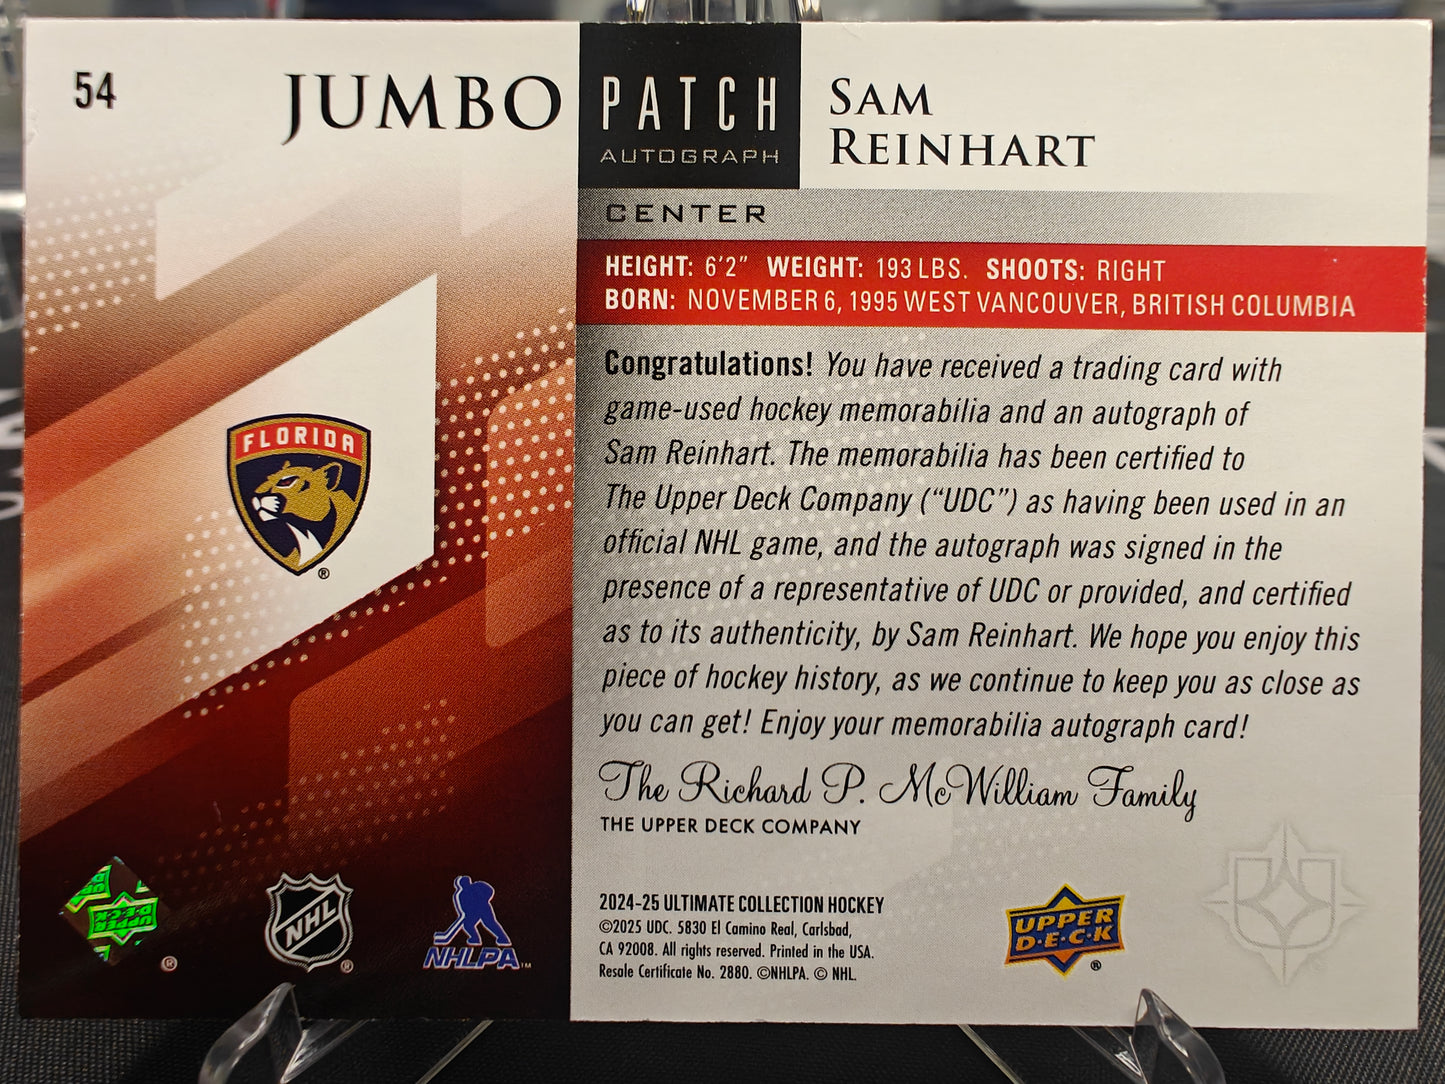 54
JUMBO PATCH
AUTOGRAPH
SAM
REINHART
CENTER
HEIGHT: 6'2" WEIGHT: 193 LBS. SHOOTS: RIGHT
BORN: NOVEMBER 6, 1995 WEST VANCOUVER, BRITISH COLUMBIA
FLORIDA
®
Congratulations! You have received a trading card with
game-used hockey memorabilia and an autograph of
Sam Reinhart. The memorabilia has been certified to
The Upper Deck Company (“UDC”) as having been used in an
official NHL game, and the autograph was signed in the
presence of a representative of UDC or provided, and certified
as to its authenticity, by Sam Reinhart. We hope you enjoy this
piece of hockey history, as we continue to keep you as close as
you can get! Enjoy your memorabilia autograph card!
The Richard P. McWilliam Family
THE UPPER DECK COMPANY
UPPER
DECK
®
NHL
®
NHLPA™
2024-25 ULTIMATE COLLECTION HOCKEY
©2025 UDC. 5830 El Camino Real, Carlsbad,
CA 92008. All rights reserved. Printed in the USA.
Resale Certificate No. 2880. ©NHLPA. © NHL.
UPPER
D·E·C·K
®